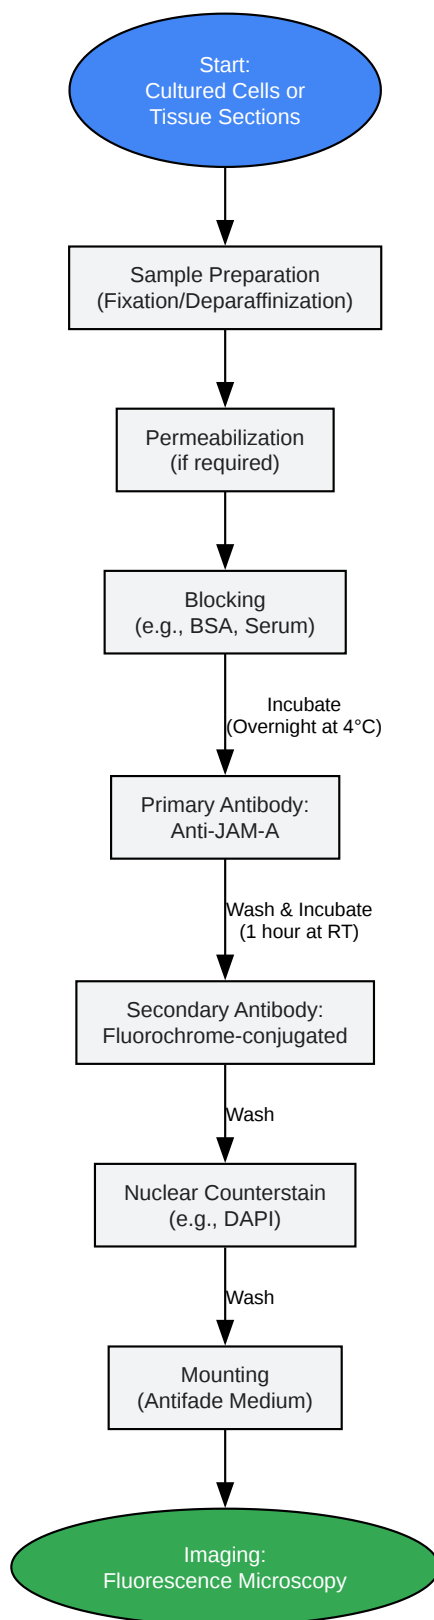 Start:
Cultured Cells or
Tissue Sections
Sample Preparation
(Fixation/Deparaffinization)
Permeabilization
(if required)
Blocking
(e.g., BSA, Serum)
Incubate
(Overnight at 4°C)
Primary Antibody:
Anti-JAM-A
Wash & Incubate
(1 hour at RT)
Secondary Antibody:
Fluorochrome-conjugated
Wash
Nuclear Counterstain
(e.g., DAPI)
Wash
Mounting
(Antifade Medium)
Imaging:
Fluorescence Microscopy